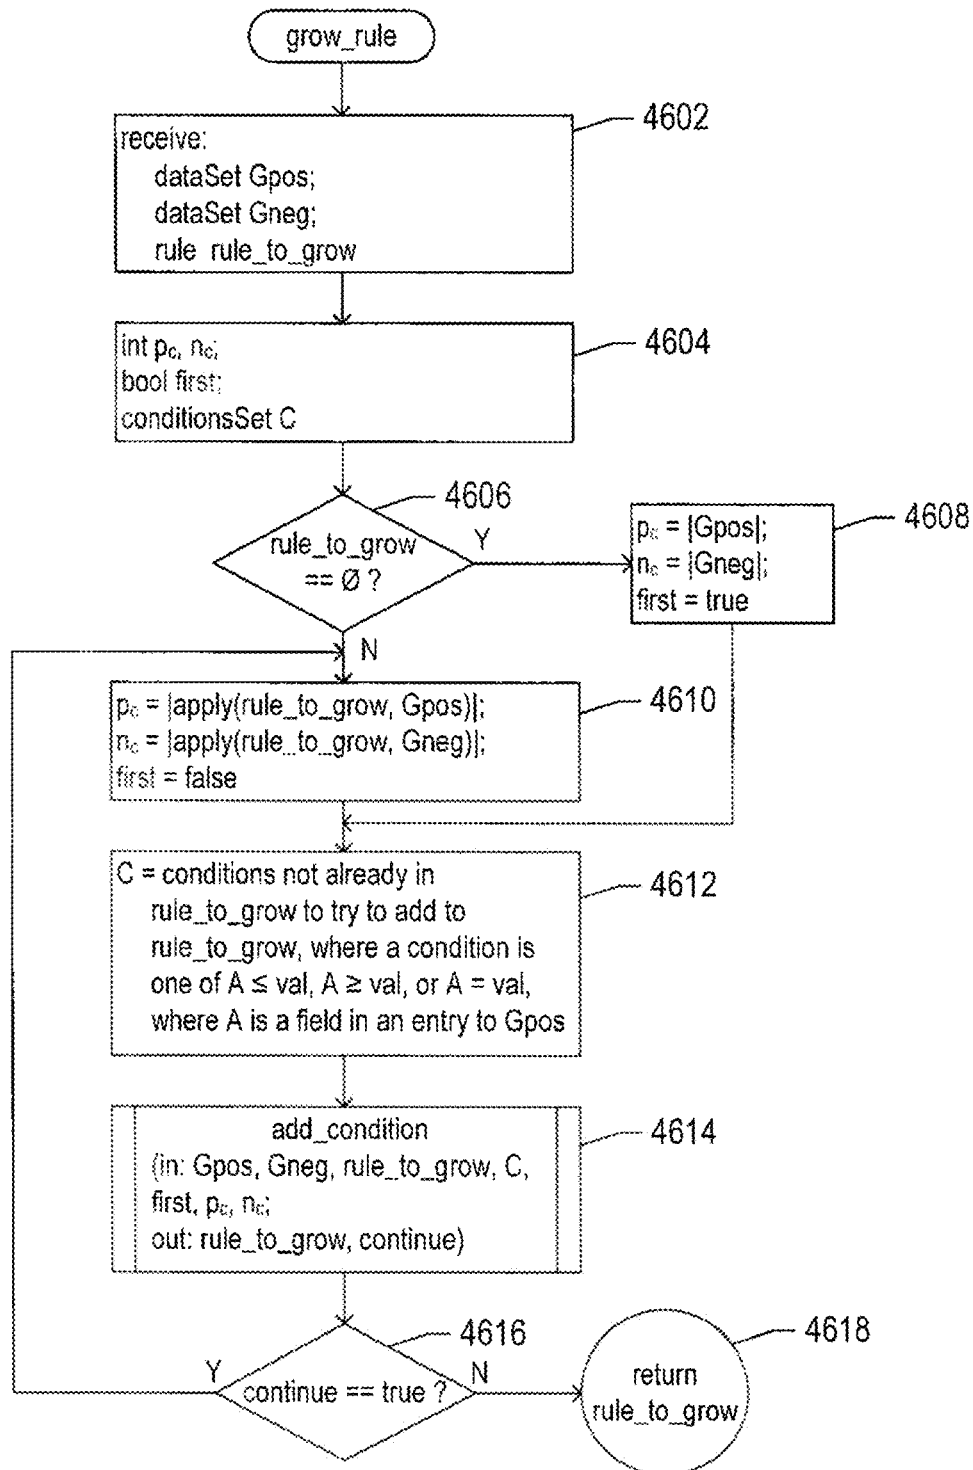 grow_rule
4602
receive:
dataSet Gpos;
dataSet Gneg;
rule rule_to_grow
4604
int pc, nc;
bool first;
conditionsSet C
4606
rule_to_grow
== Ø ?
Y
N
4608
pc = |Gpos|;
nc = |Gneg|;
first = true
4610
pc = |apply(rule_to_grow, Gpos)|;
nc = |apply(rule_to_grow, Gneg)|;
first = false
4612
C = conditions not already in
rule_to_grow to try to add to
rule_to_grow, where a condition is
one of A ≤ val, A ≥ val, or A = val,
where A is a field in an entry to Gpos
4614
add_condition
(in: Gpos, Gneg, rule_to_grow, C,
first, pc, nc;
out: rule_to_grow, continue)
4616
Y
continue == true ?
N
4618
return
rule_to_grow